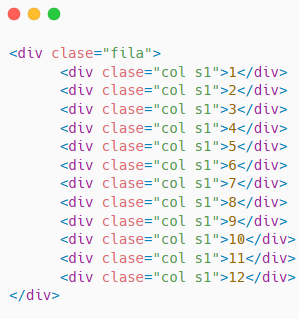 <div clase="fila">
<div clase="col s1">1</div>
<div clase="col s1">2</div>
<div clase="col s1">3</div>
<div clase="col s1">4</div>
<div clase="col s1">5</div>
<div clase="col s1">6</div>
<div clase="col s1">7</div>
<div clase="col s1">8</div>
<div clase="col s1">9</div>
<div clase="col s1">10</div>
<div clase="col s1">11</div>
<div clase="col s1">12</div>
</div>